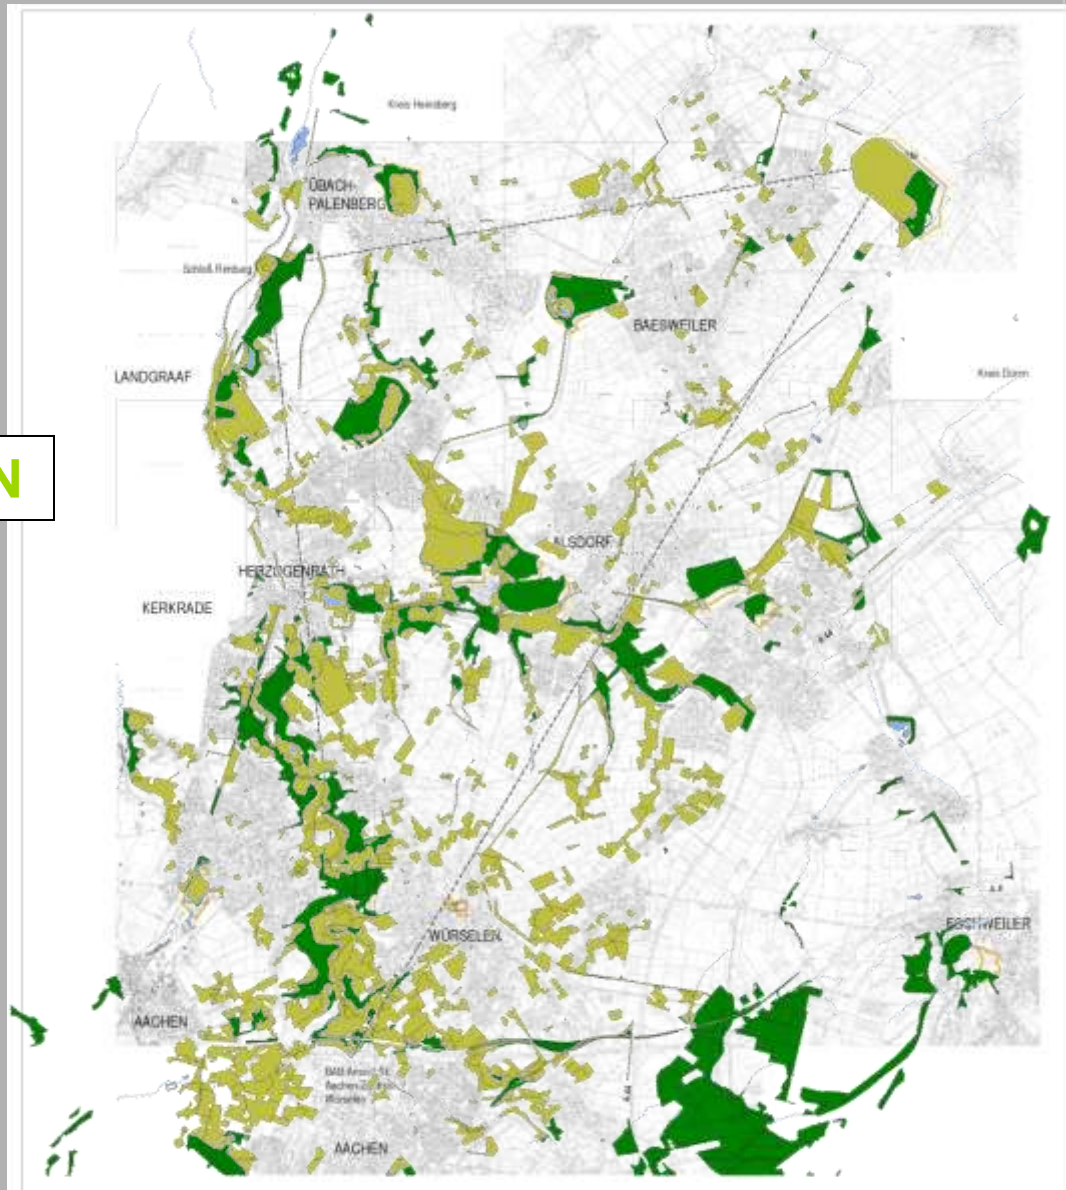 Kreis Heinsberg
ÜBACH-
PALENBERG
Schloß Rimburg
BAESWEILER
LANDGRAAF
Kreis Düren
N
ALSDORF
HERZOGENRATH
KERKRADE
WÜRSELEN
ESCHWEILER
AACHEN
AACHEN